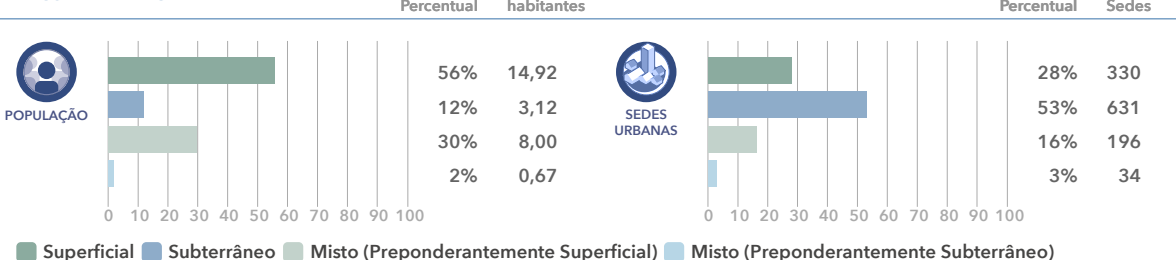 Percentual habitantes Percentual Sedes
POPULAÇÃO
56% 14,92
12% 3,12
30% 8,00
2% 0,67
0 10 20 30 40 50 60 70 80 90 100
SEDES
URBANAS
28% 330
53% 631
16% 196
3% 34
0 10 20 30 40 50 60 70 80 90 100
Superficial Subterrâneo Misto (Preponderantemente Superficial) Misto (Preponderantemente Subterrâneo)